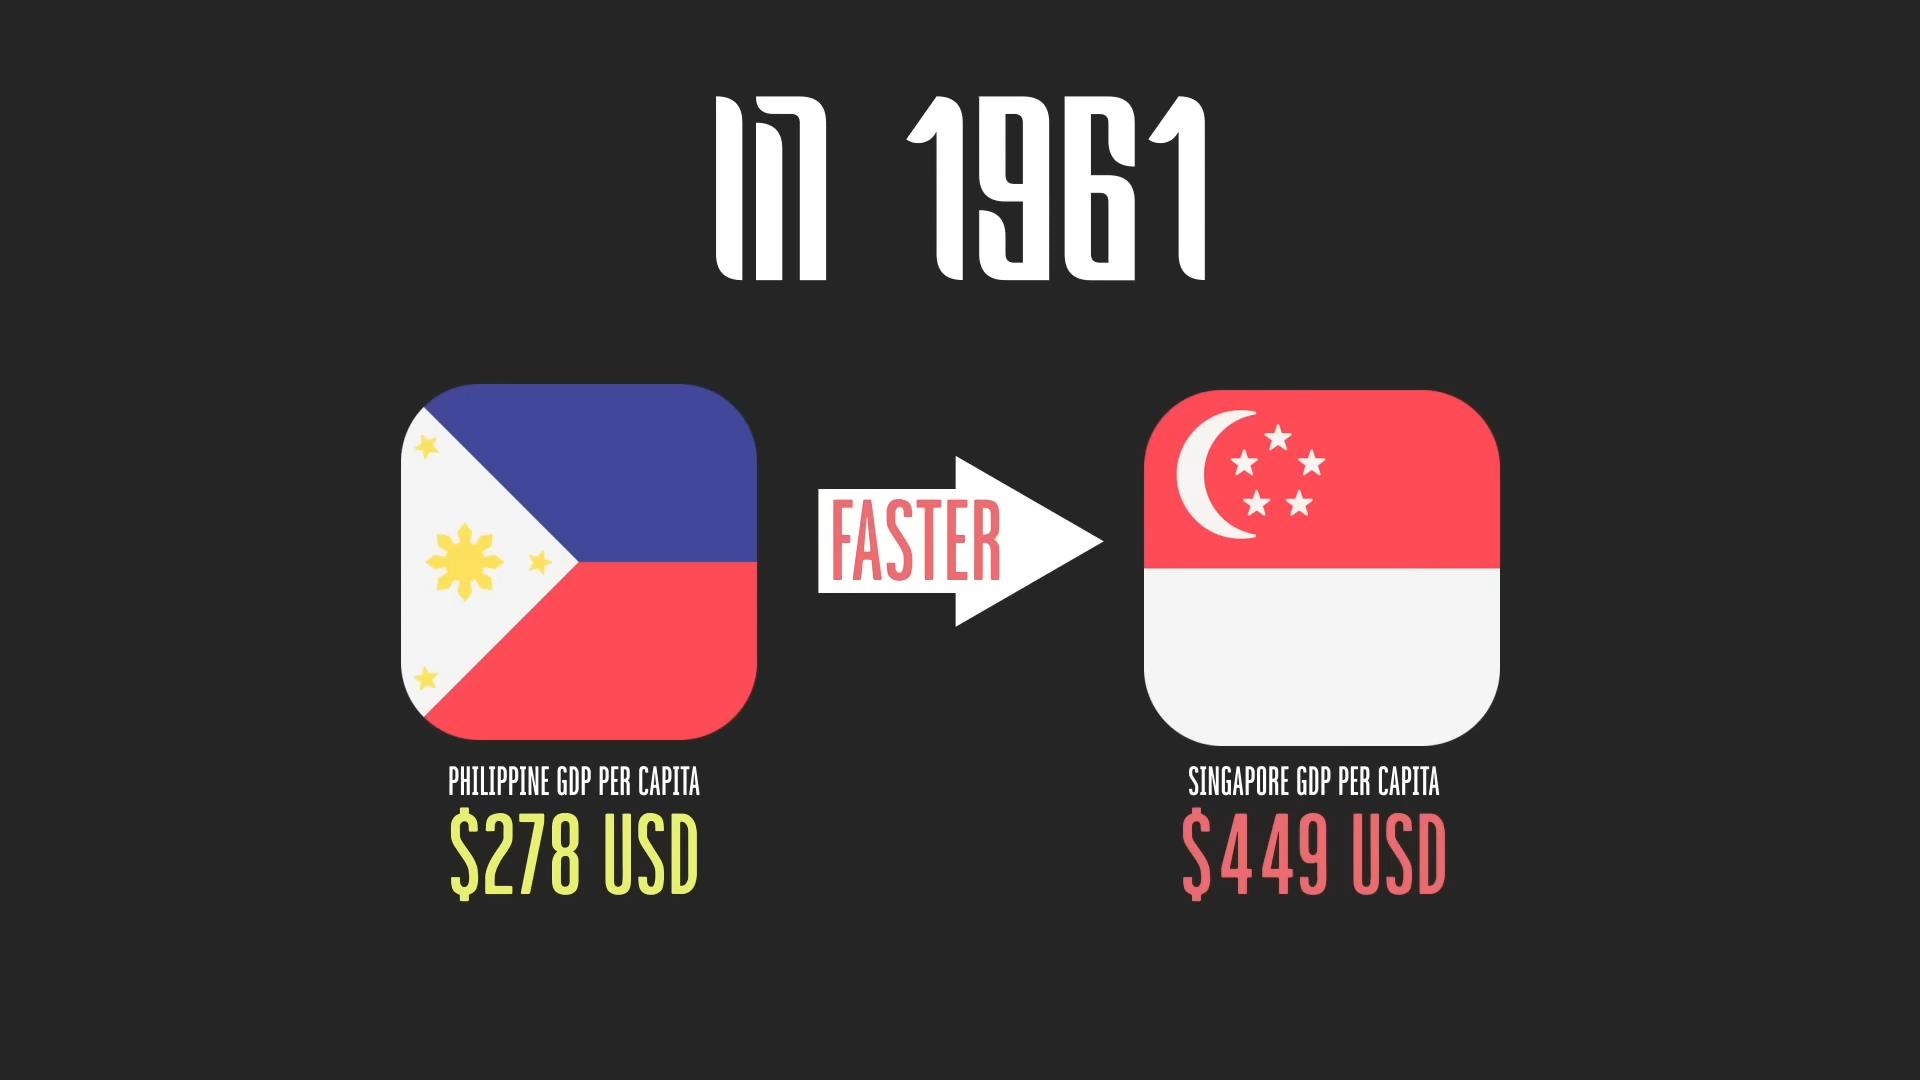 In 1961
FASTER
PHILIPPINE GDP PER CAPITA
$278 USD
SINGAPORE GDP PER CAPITA
$449 USD